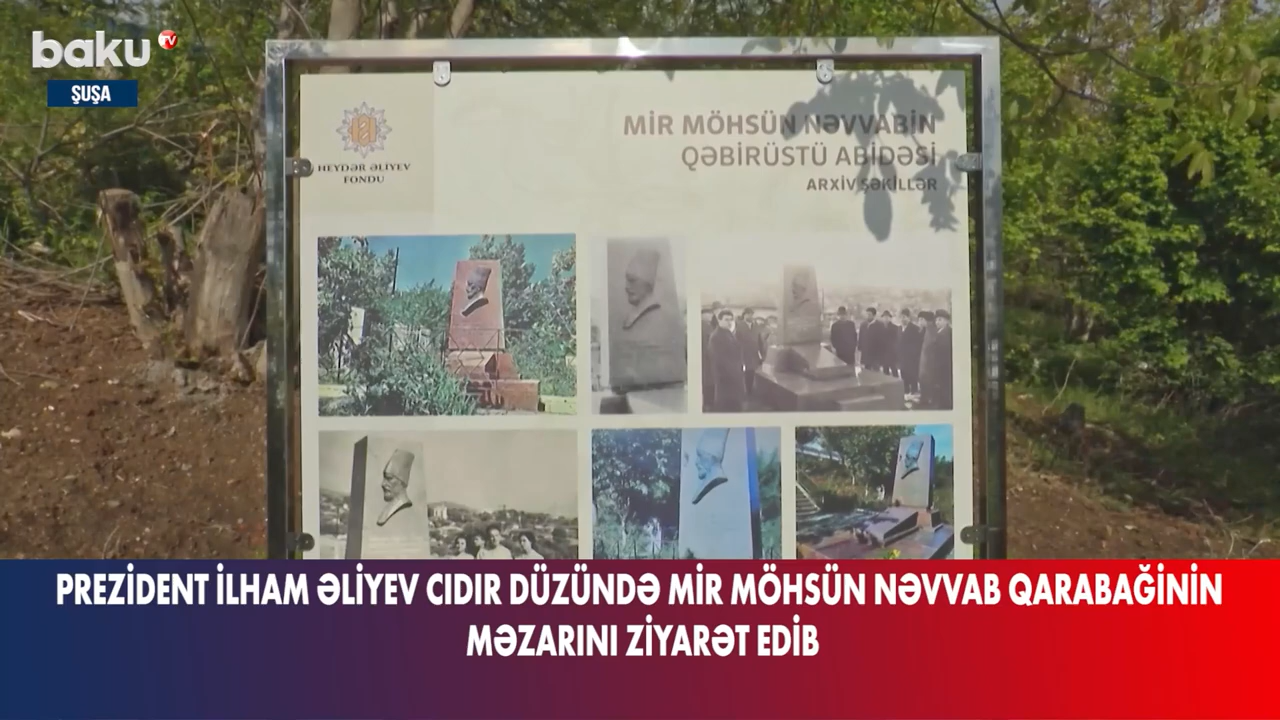 baku TV
ŞUŞA
HEYDƏR ƏLİYEV
FONDU
MİR MÖHSÜN NƏVVABİN
QƏBİRÜSTÜ ABİDƏSİ
ARXİV ŞƏKİLLƏR
PREZİDENT İLHAM ƏLİYEV CIDIR DÜZÜNDƏ MİR MÖHSÜN NƏVVAB QARABAĞİNİN
MƏZARINI ZİYARƏT EDİB